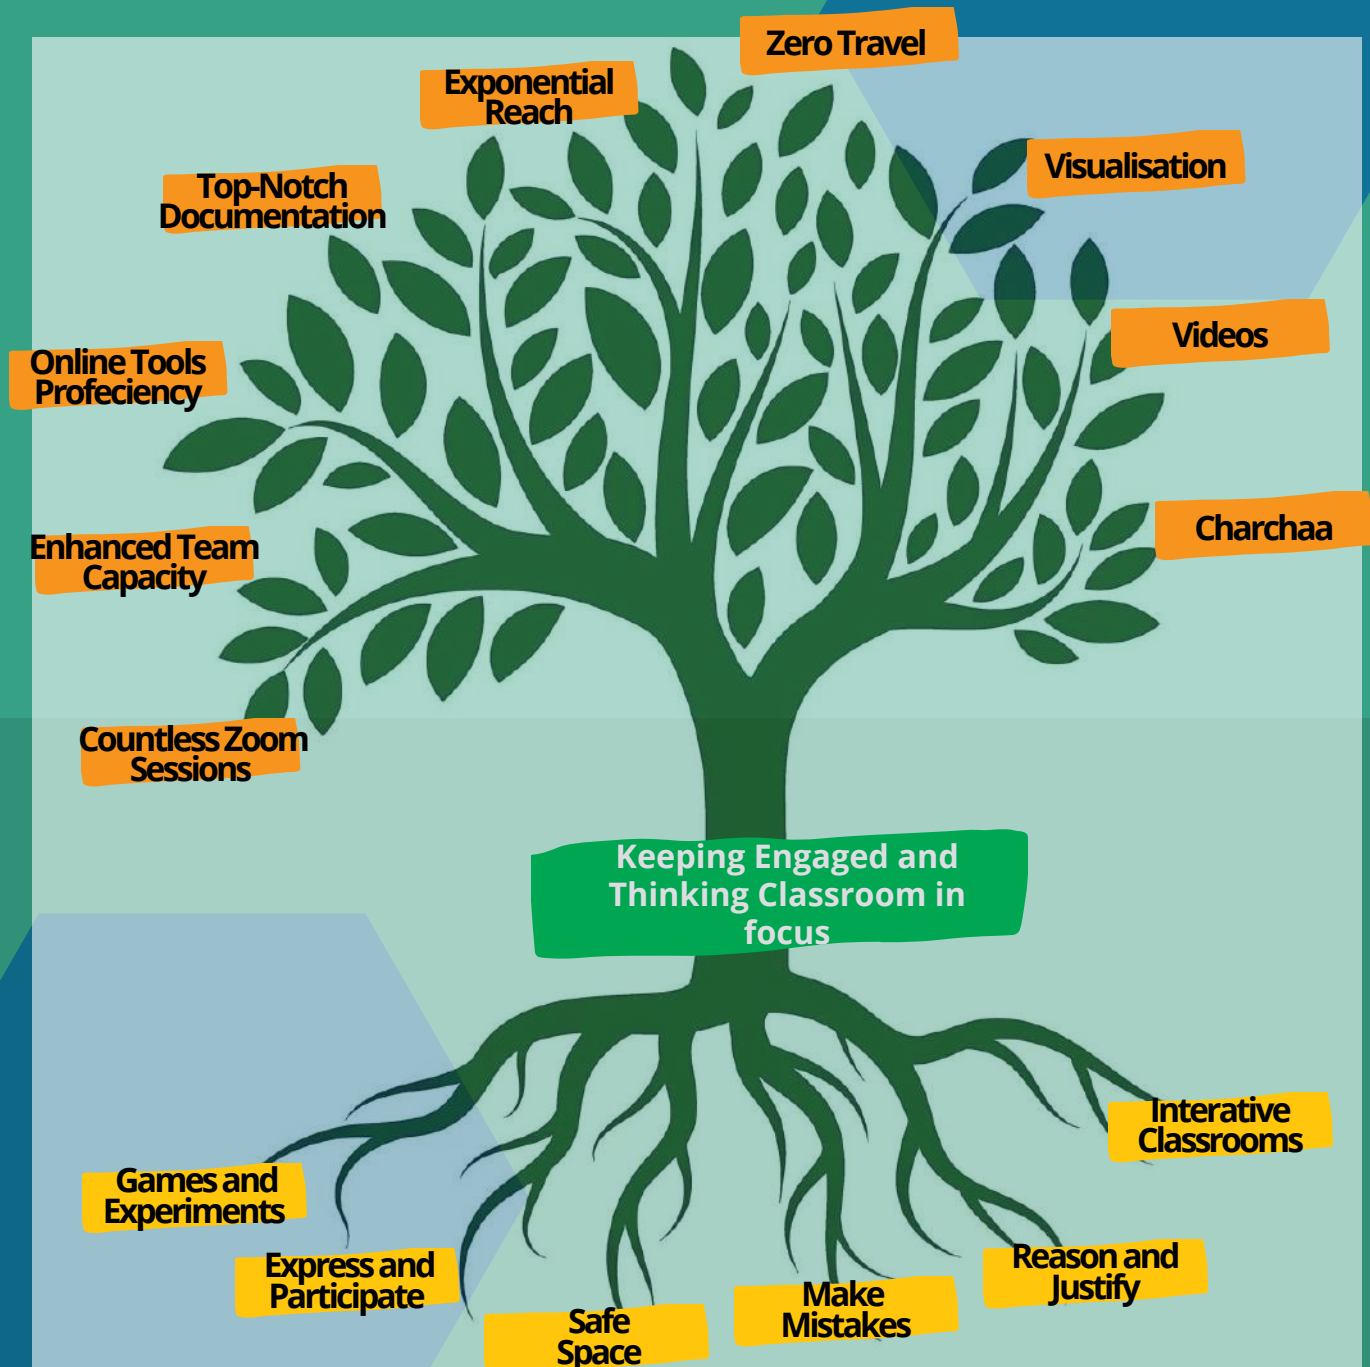 Zero Travel
Exponential
Reach
Visualisation
Top-Notch
Documentation
Videos
Online Tools
Profeciency
Charchaa
Enhanced Team
Capacity
Countless Zoom
Sessions
Keeping Engaged and
Thinking Classroom in
focus
Interative
Classrooms
Games and
Experiments
Express and
Participate
Reason and
Justify
Make
Mistakes
Safe
Space